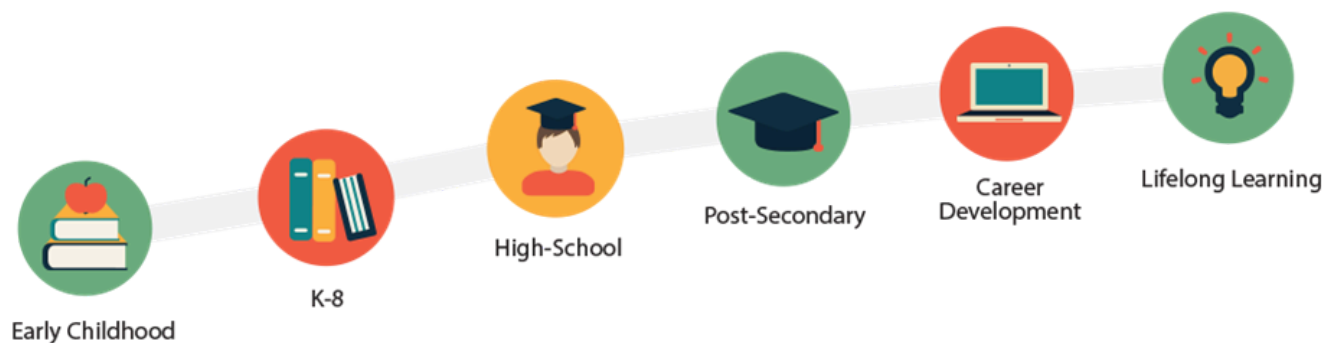 Early Childhood
K-8
High-School
Post-Secondary
Career
Development
Lifelong Learning